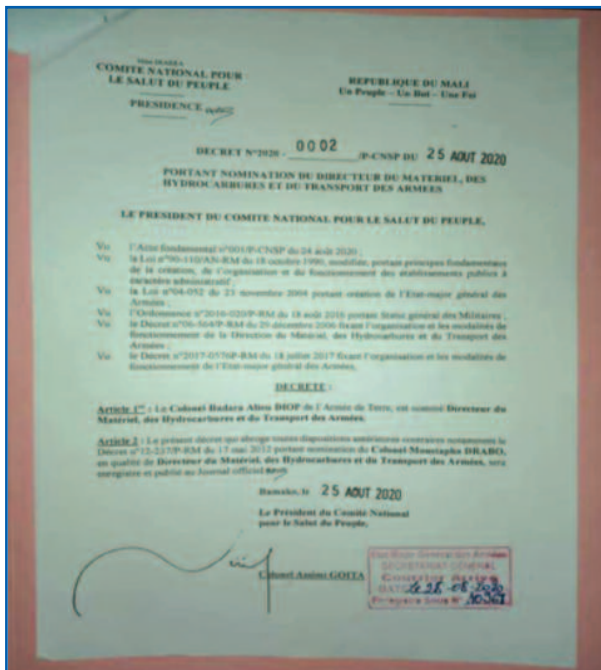 COMITE NATIONAL POUR
LE SALUT DU PEUPLE
PRESIDENCE
REPUBLIQUE DU MALI
Un Peuple – Un But – Une Foi
DECRET N°2020 - 0002 /P-CNSP DU 25 AOUT 2020
PORTANT NOMINATION DU DIRECTEUR DU MATERIEL, DES
HYDROCARBURES ET DU TRANSPORT DES ARMEES
LE PRESIDENT DU COMITE NATIONAL POUR LE SALUT DU PEUPLE,
Vu l'Acte fondamental n°001/P-CNSP du 24 août 2020 ;
Vu la Loi n°90-110/AN-RM du 18 octobre 1990, modifiée, portant principes fondamentaux
de la création, de l'organisation et du fonctionnement des établissements publics à
caractère administratif ;
Vu la Loi n°04-052 du 23 novembre 2004 portant création de l'Etat-major général des
Armées ;
Vu l'Ordonnance n°2016-020/P-RM du 18 août 2016 portant Statut général des Militaires ;
Vu le Décret n°06-564/P-RM du 29 décembre 2006 fixant l'organisation et les modalités de
fonctionnement de la Direction du Matériel, des Hydrocarbures et du Transport des
Armées ;
Vu le Décret n°2017-0576/P-RM du 18 juillet 2017 fixant l'organisation et les modalités de
fonctionnement de l'Etat-major général des Armées,
DECRETE :
Article 1er : Le Colonel Badara Aliou DIOP de l'Armée de Terre, est nommé Directeur du
Matériel, des Hydrocarbures et du Transport des Armées.
Article 2 : Le présent décret qui abroge toutes dispositions antérieures contraires notamment le
Décret n°12-237/P-RM du 17 mai 2012 portant nomination du Colonel Moustapha DRABO,
en qualité de Directeur du Matériel, des Hydrocarbures et du Transport des Armées, sera
enregistré et publié au Journal officiel
Bamako, le 25 AOUT 2020
Le Président du Comité National
pour le Salut du Peuple,
Colonel Assimi GOITA
SECRETARIAT GENERAL
Courrier Arrivé
DATE le 28-08-2020
Enregistré Sous N°